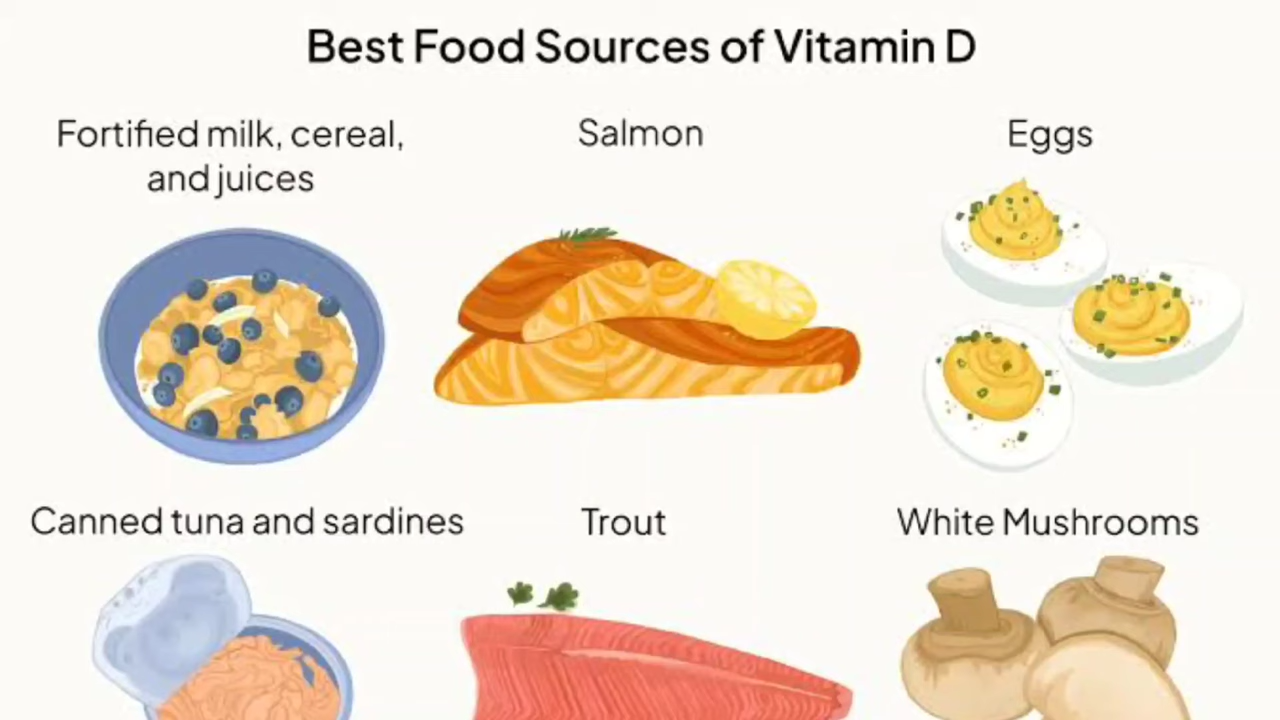 Best Food Sources of Vitamin D
Fortified milk, cereal,
and juices
Salmon
Eggs
Canned tuna and sardines
Trout
White Mushrooms